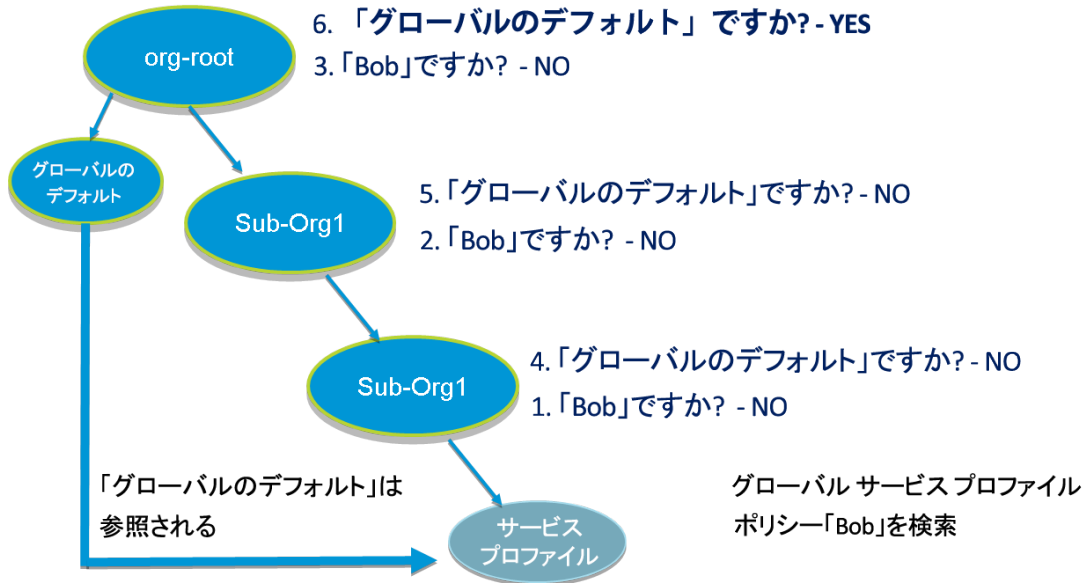 6. 「グローバルのデフォルト」 ですか? - YES
org-root
3. 「Bob」ですか? - NO
グローバルの
デフォルト
Sub-Org1
5. 「グローバルのデフォルト」ですか? - NO
2. 「Bob」ですか? - NO
Sub-Org1
4. 「グローバルのデフォルト」ですか? - NO
1. 「Bob」ですか? - NO
「グローバルのデフォルト」は
参照される
サービス
プロファイル
グローバル サービス プロファイル
ポリシー「Bob」を検索